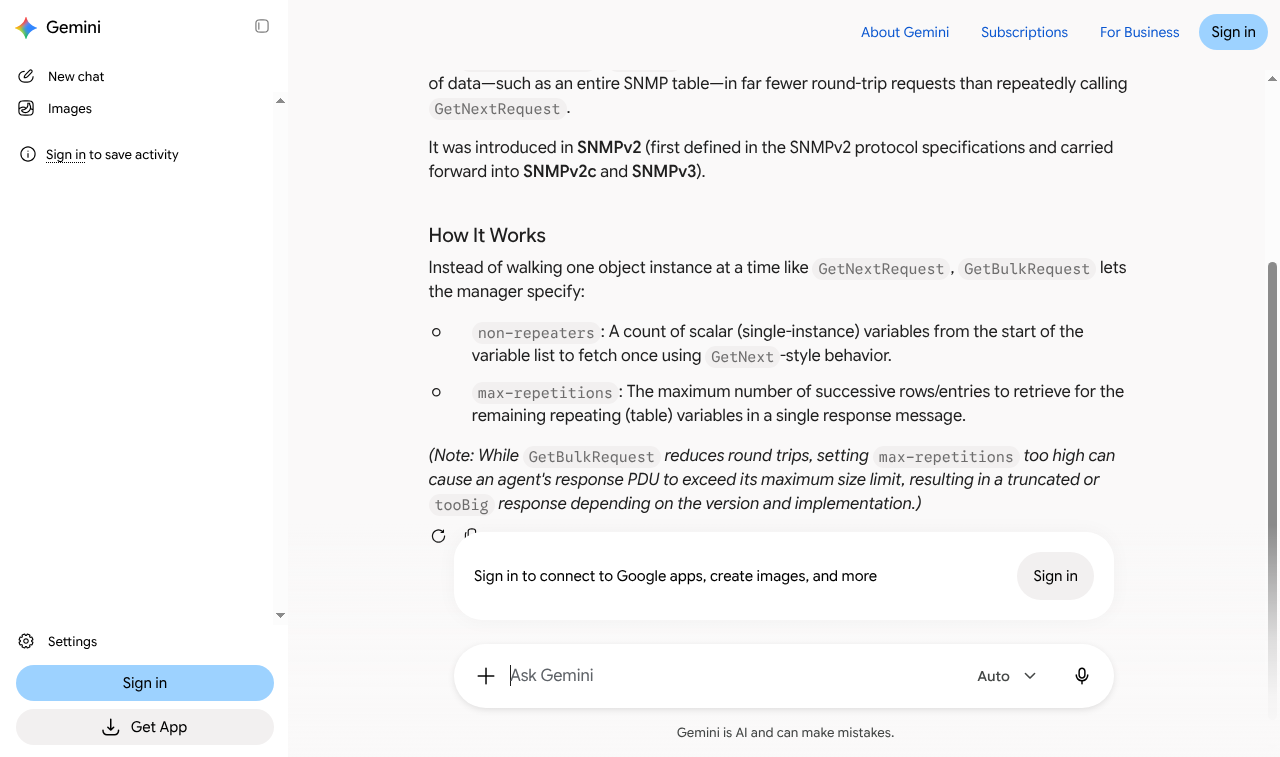 Gemini
New chat
Images
Sign in to save activity
Settings
Sign in
Get App
About Gemini
Subscriptions
For Business
Sign in
of data—such as an entire SNMP table—in far fewer round-trip requests than repeatedly calling
GetNextRequest.
It was introduced in SNMPv2 (first defined in the SNMPv2 protocol specifications and carried
forward into SNMPv2c and SNMPv3).
How It Works
Instead of walking one object instance at a time like GetNextRequest, GetBulkRequest lets
the manager specify:
non-repeaters: A count of scalar (single-instance) variables from the start of the
variable list to fetch once using GetNext-style behavior.
max-repetitions: The maximum number of successive rows/entries to retrieve for the
remaining repeating (table) variables in a single response message.
(Note: While GetBulkRequest reduces round trips, setting max-repetitions too high can
cause an agent's response PDU to exceed its maximum size limit, resulting in a truncated or
tooBig response depending on the version and implementation.)
Sign in to connect to Google apps, create images, and more
Sign in
Ask Gemini
Auto
Gemini is AI and can make mistakes.